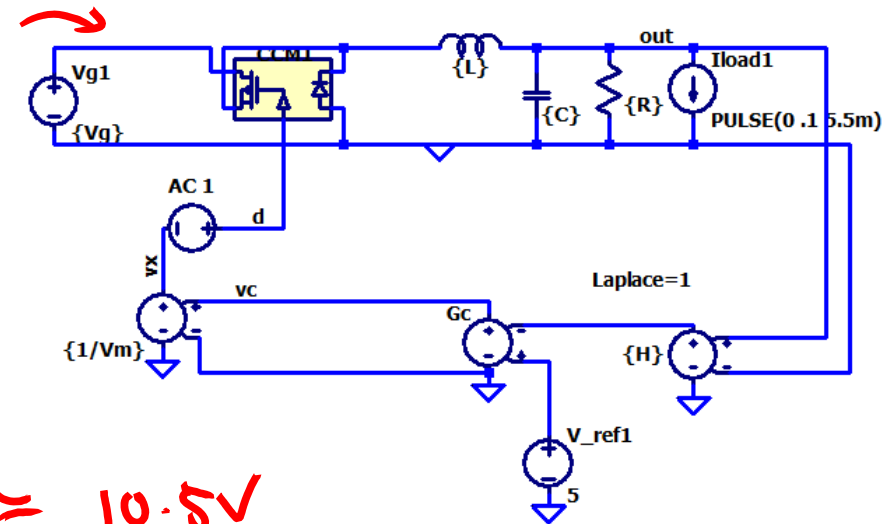 out
CCM1
Vg1
{L}
Iload1
{C}
{R}
{Vg}
PULSE(0 .1 5.5m)
AC 1
d
vx
vc
Laplace=1
Gc
{1/Vm}
{H}
V_ref1
5
= 10.5V